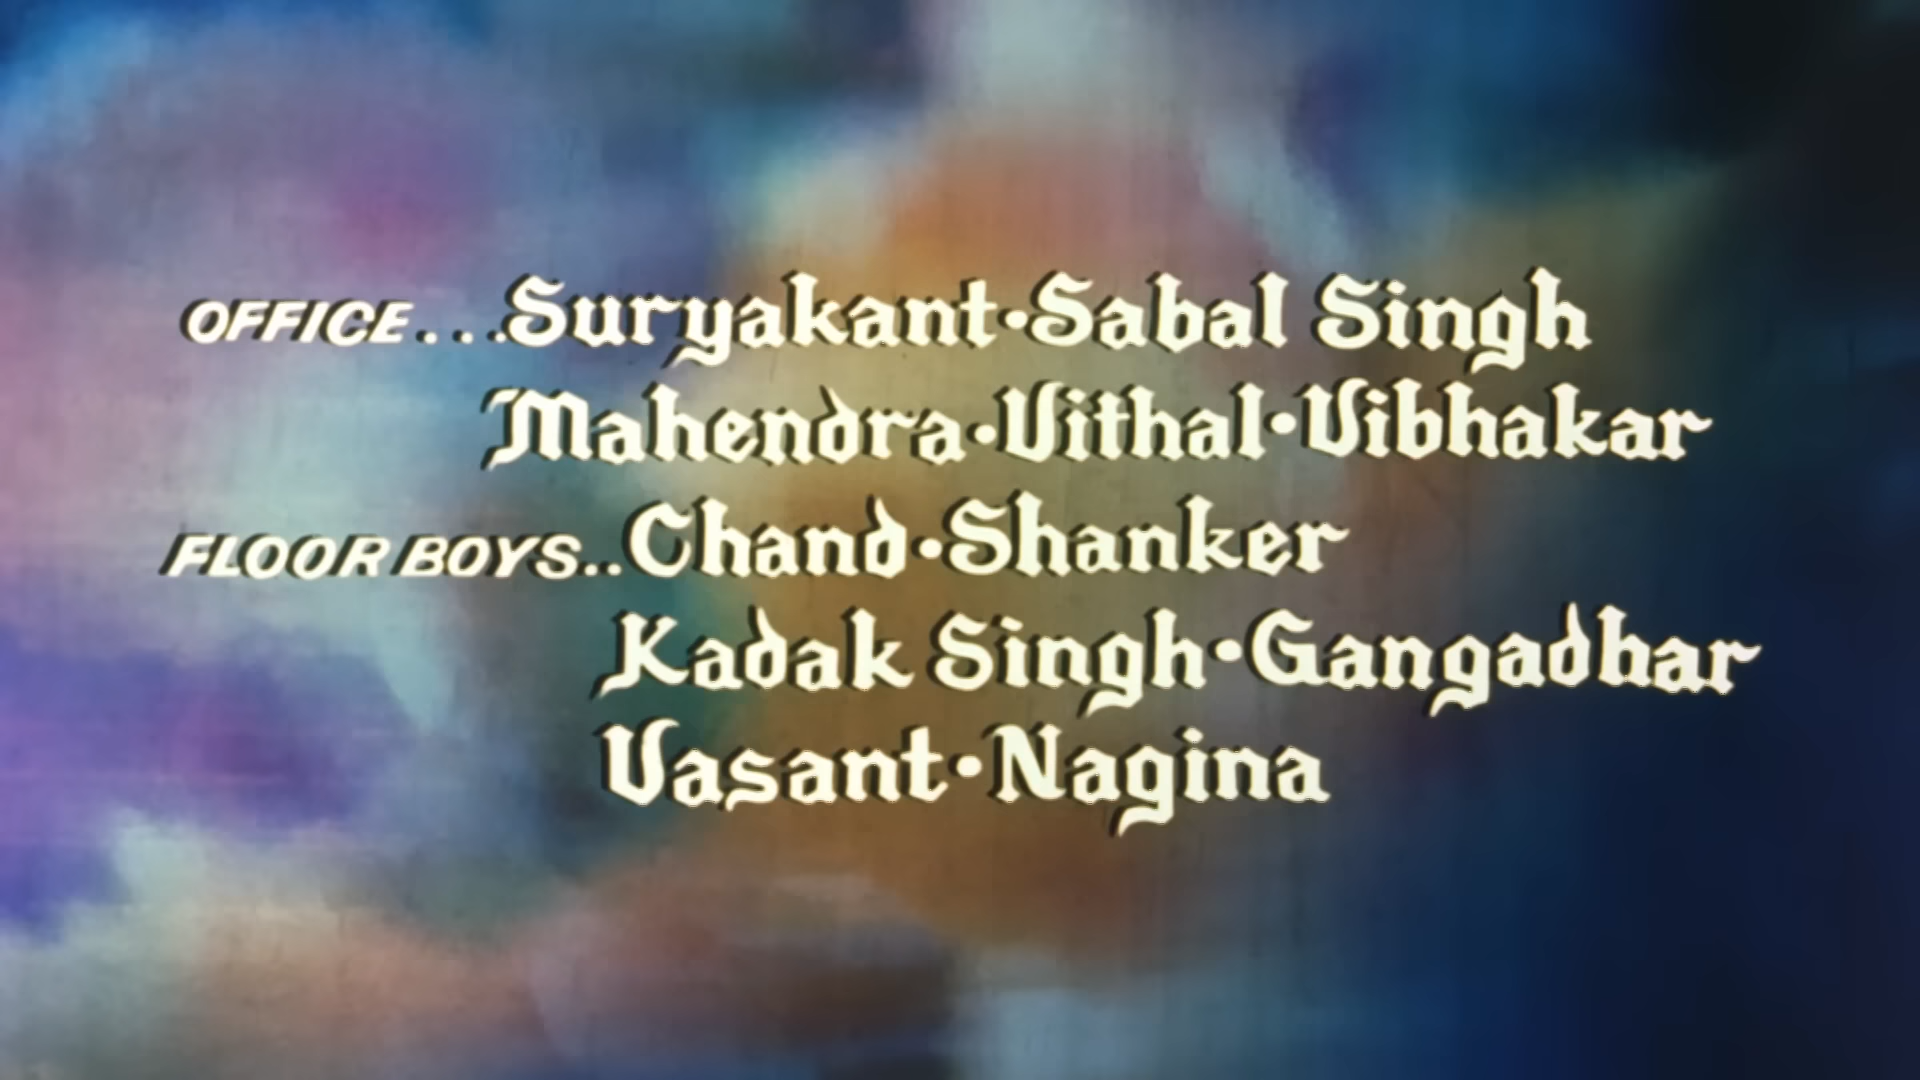 OFFICE...Suryakant•Sabal Singh
Mahendra•Vithal•Vibhakar
FLOOR BOYS..Chand•Shanker
Kadak Singh•Gangadhar
Vasant•Nagina